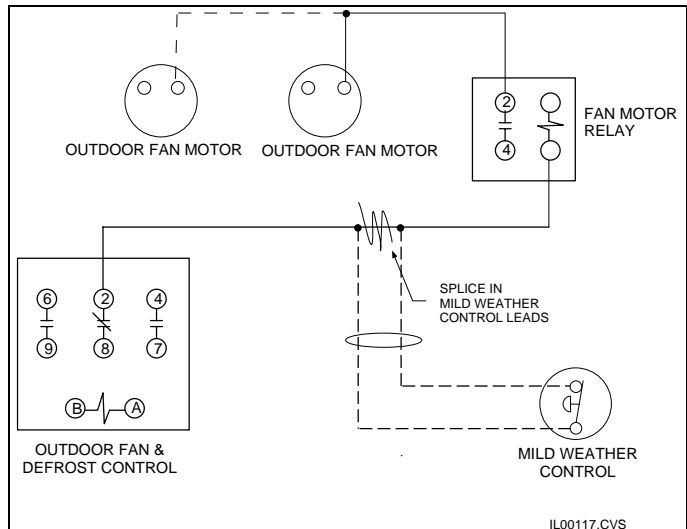 2
4
FAN MOTOR
RELAY
OUTDOOR FAN MOTOR
OUTDOOR FAN MOTOR
6
2
4
9
8
7
B
A
OUTDOOR FAN &
DEFROST CONTROL
SPLICE IN
MILD WEATHER
CONTROL LEADS
MILD WEATHER
CONTROL
IL00117.CVS